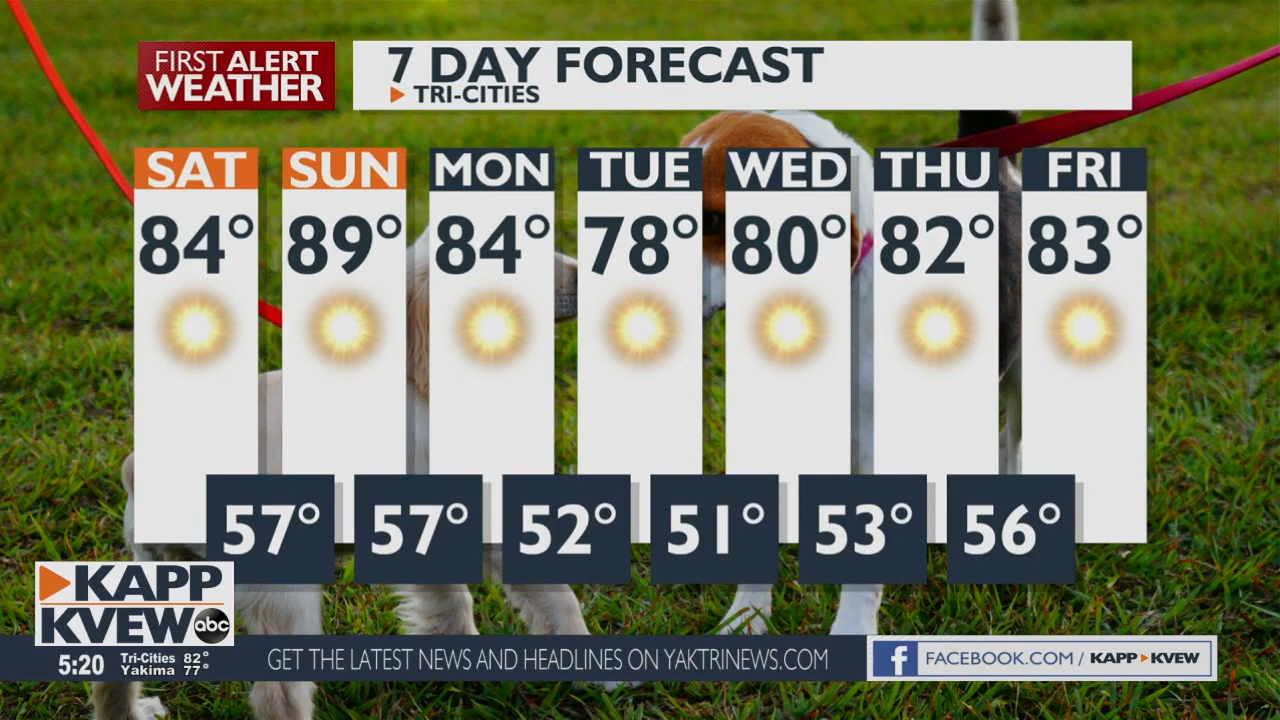 FIRST ALERT
WEATHER
7 DAY FORECAST
TRI-CITIES
SAT SUN MON TUE WED THU FRI
84° 89° 84° 78° 80° 82° 83°
57° 57° 52° 51° 53° 56°
KAPP
KVEW abc
5:20
Tri-Cities 82°
Yakima 77°
GET THE LATEST NEWS AND HEADLINES ON YAKTRINEWS.COM
f FACEBOOK.COM / KAPP KVEW